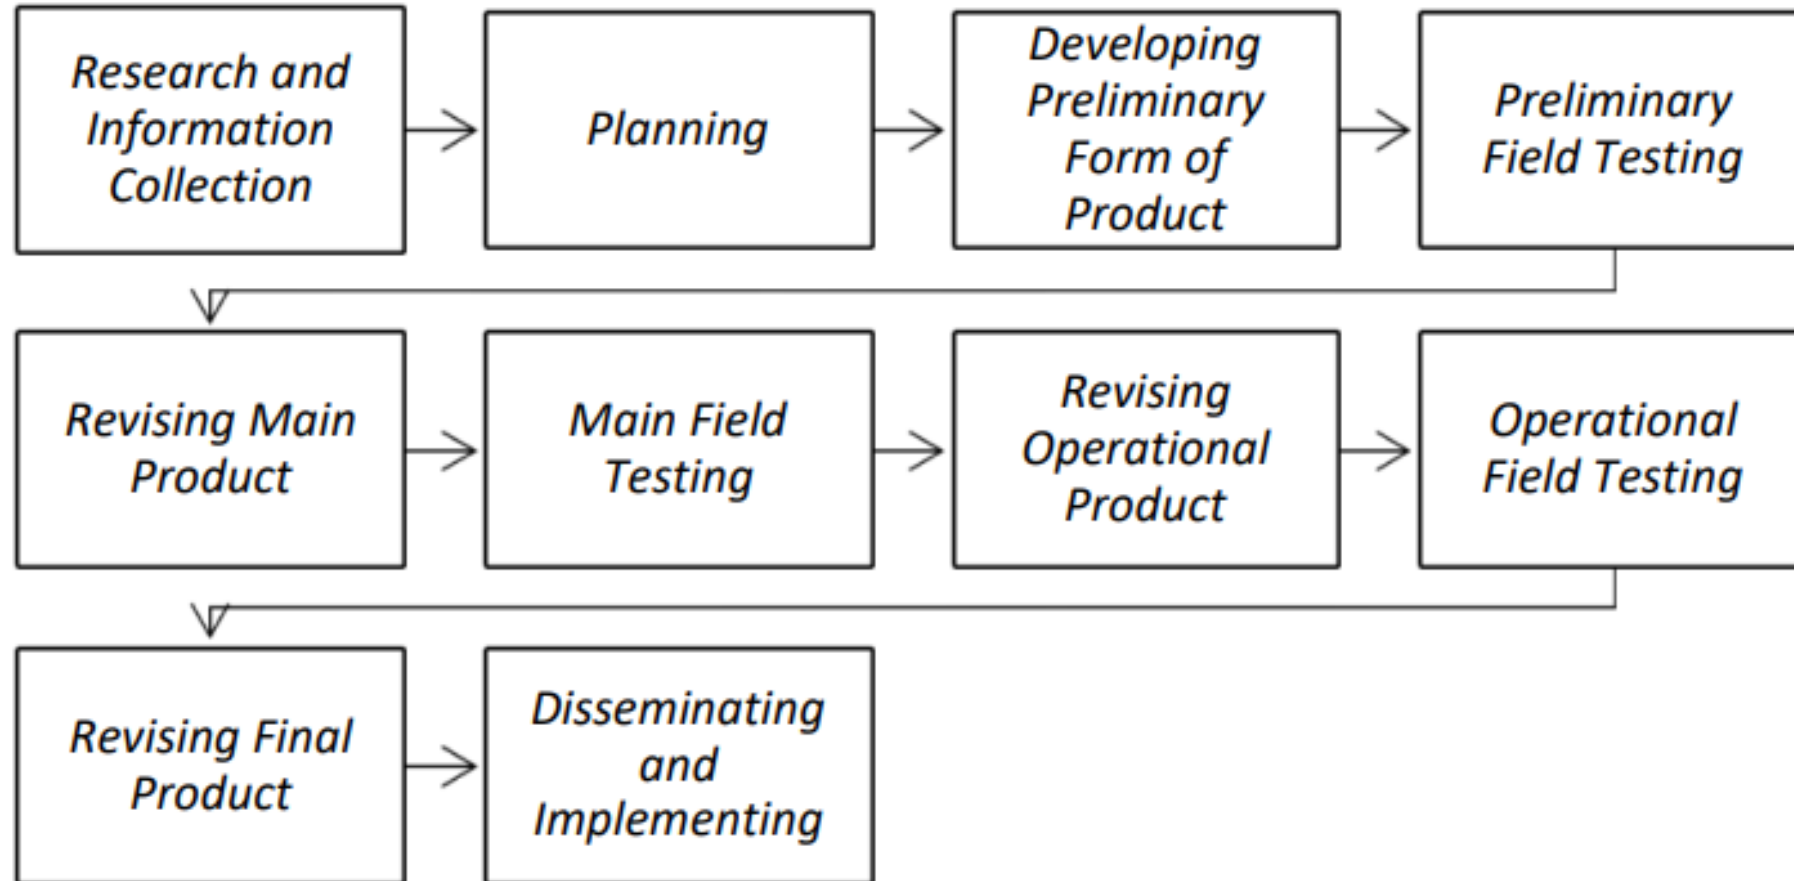 Research and
Information
Collection
Planning
Developing
Preliminary
Form of
Product
Preliminary
Field Testing
Revising Main
Product
Main Field
Testing
Revising
Operational
Product
Operational
Field Testing
Revising Final
Product
Disseminating
and
Implementing